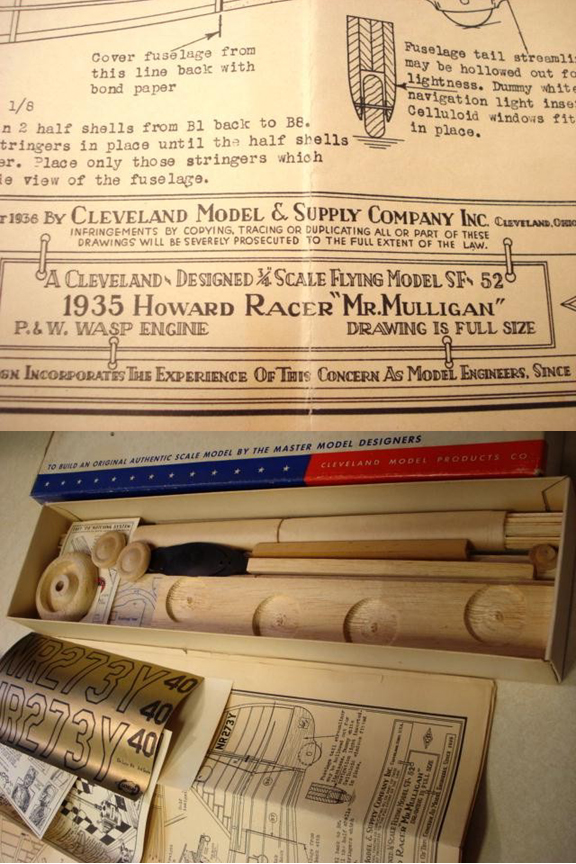 Cover fuselage from
this line back with
bond paper
Fuselage tail streamli
may be hollowed out fo
lightness. Dummy white
navigation light inse
Celluloid windows fit
in place.
1/8
n 2 half shells from B1 back to B8.
tringers in place until the half shells
er. Place only those stringers which
ie view of the fuselage.
T 1936 BY CLEVELAND MODEL & SUPPLY COMPANY INC. CLEVELAND, OHIO
INFRINGEMENTS BY COPYING, TRACING OR DUPLICATING ALL OR PART OF THESE
DRAWINGS WILL BE SEVERELY PROSECUTED TO THE FULL EXTENT OF THE LAW.
A CLEVELAND-DESIGNED 3/4" SCALE FLYING MODEL SF-52
1935 HOWARD RACER "MR. MULLIGAN"
P. & W. WASP ENGINE DRAWING IS FULL SIZE
GN INCORPORATES THE EXPERIENCE OF THIS CONCERN AS MODEL ENGINEERS, SINCE
TO BUILD AN ORIGINAL AUTHENTIC SCALE MODEL BY THE MASTER MODEL DESIGNERS
CLEVELAND MODEL PRODUCTS CO
NR273Y 40
NR273Y 40
40
NR273Y